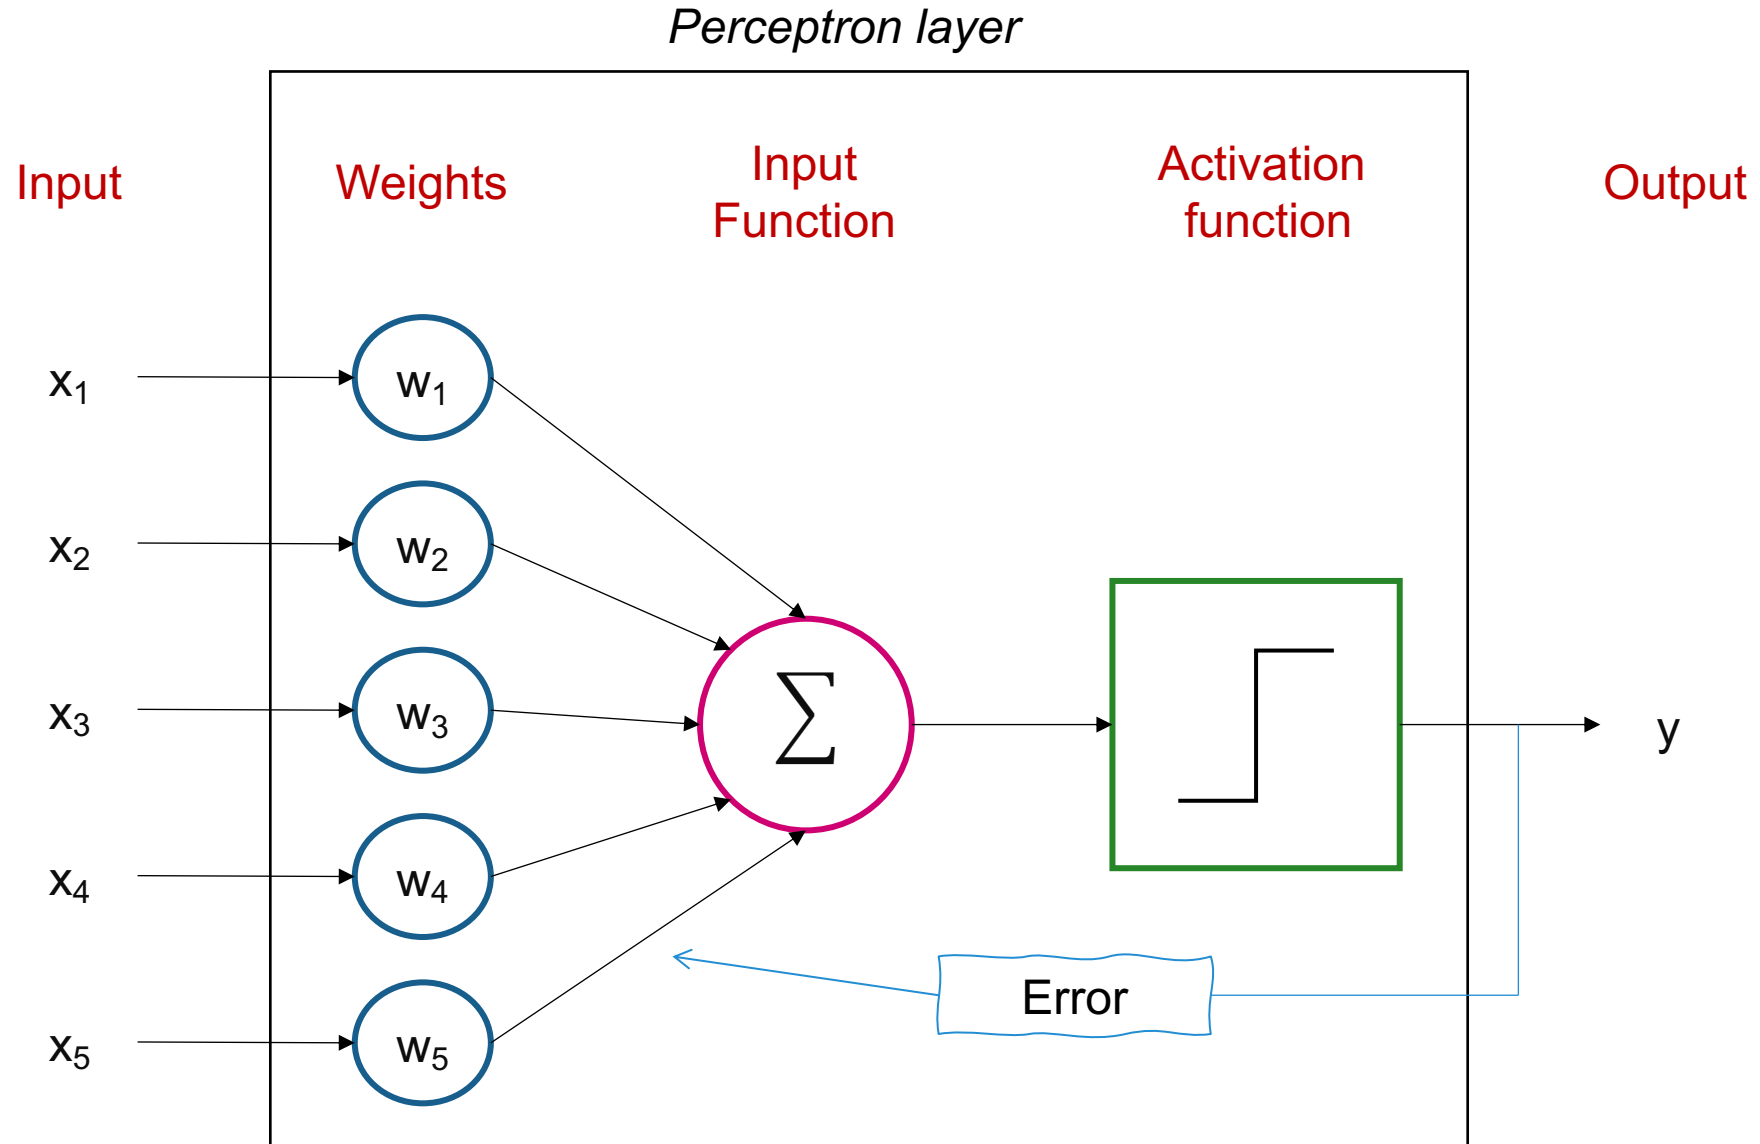 Perceptron layer
Input
Weights
Input
Function
Activation
function
Output
x₁
w₁
x₂
w₂
x₃
w₃
∑
y
x₄
w₄
Error
x₅
w₅